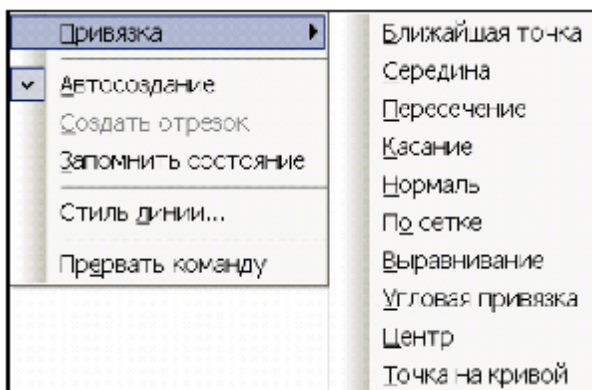 Привязка
Автосоздание
Создать отрезок
Запомнить состояние
Стиль линии...
Прервать команду
Ближайшая точка
Середина
Пересечение
Касание
Нормаль
По сетке
Выравнивание
Угловая привязка
Центр
Точка на кривой